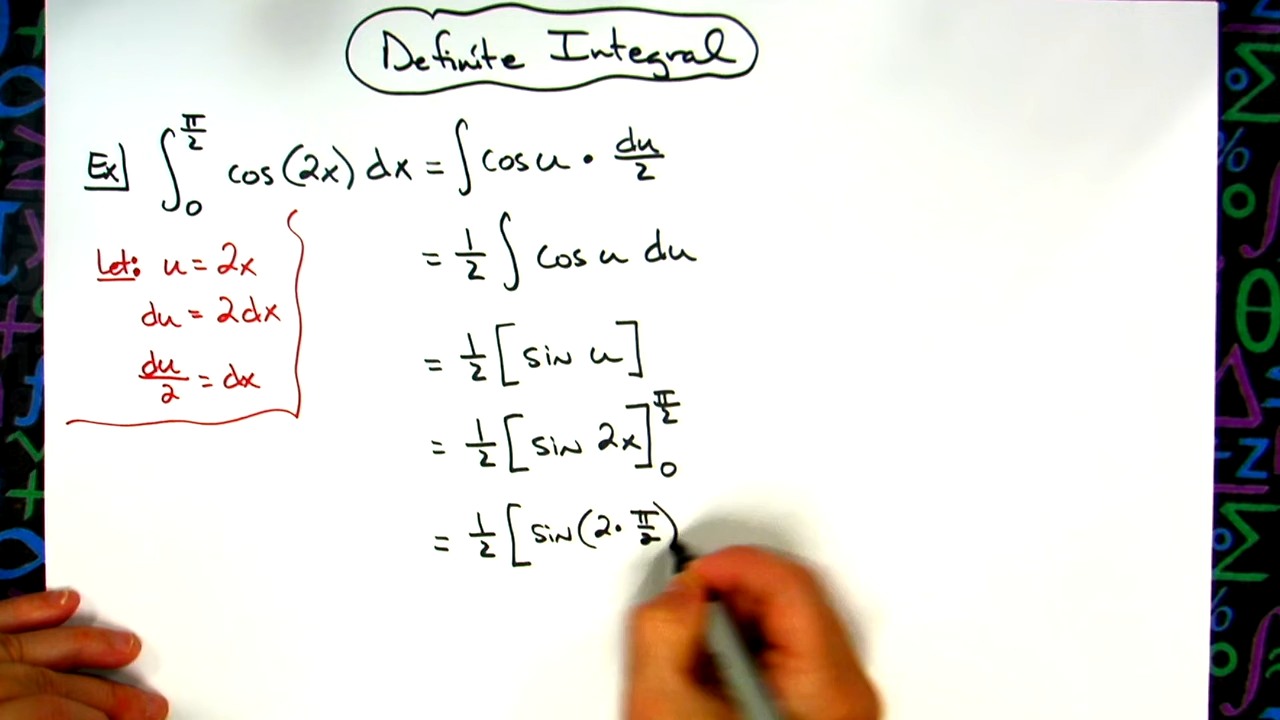 Definite Integral
Ex] ∫₀^(π/2) cos(2x) dx = ∫ cos u • du/2
= 1/2 ∫ cos u du
Let: u = 2x
du = 2dx
du/2 = dx
= 1/2 [sin u]
= 1/2 [sin 2x]₀^(π/2)
= 1/2 [sin(2 • π/2)